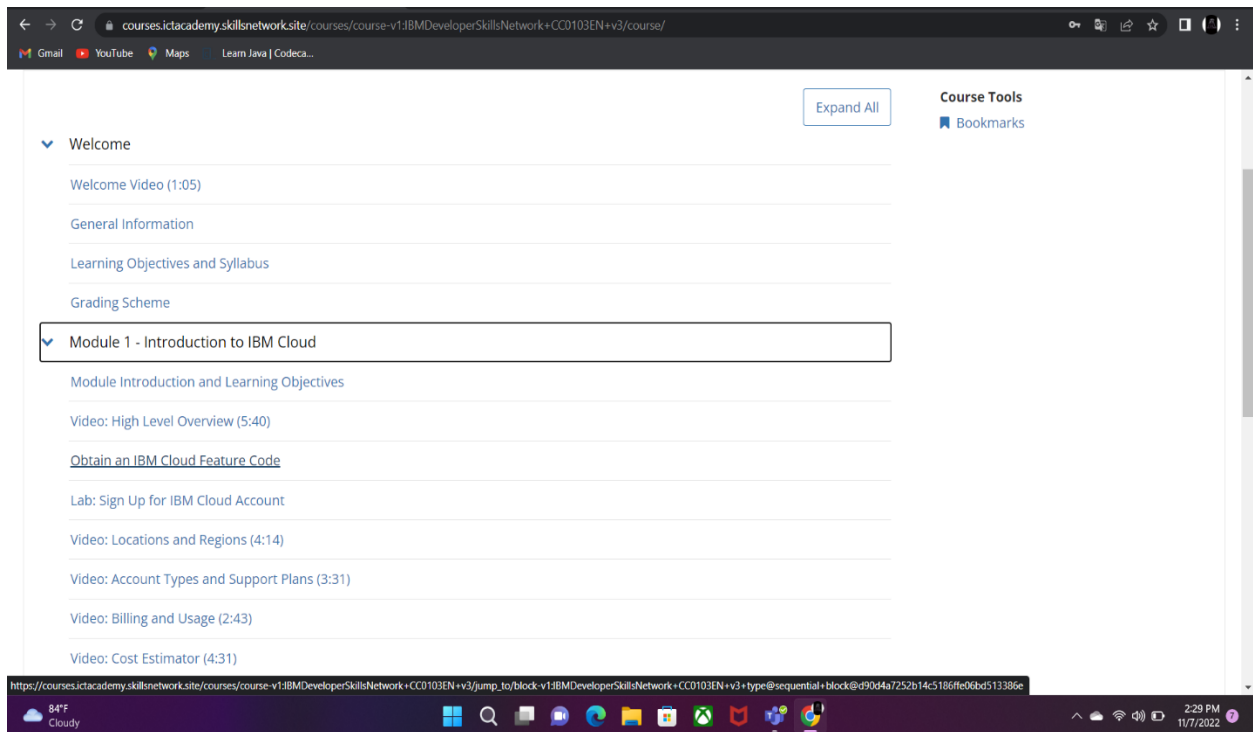 courses.ictacademy.skillsnetwork.site/courses/course-v1:IBMDeveloperSkillsNetwork+CC0103EN+v3/course/
Gmail YouTube Maps Learn Java | Codeca...
Expand All
Course Tools
Bookmarks
Welcome
Welcome Video (1:05)
General Information
Learning Objectives and Syllabus
Grading Scheme
Module 1 - Introduction to IBM Cloud
Module Introduction and Learning Objectives
Video: High Level Overview (5:40)
Obtain an IBM Cloud Feature Code
Lab: Sign Up for IBM Cloud Account
Video: Locations and Regions (4:14)
Video: Account Types and Support Plans (3:31)
Video: Billing and Usage (2:43)
Video: Cost Estimator (4:31)
https://courses.ictacademy.skillsnetwork.site/courses/course-v1:IBMDeveloperSkillsNetwork+CC0103EN+v3/jump_to/block-v1:IBMDeveloperSkillsNetwork+CC0103EN+v3+type@sequential+block@d90d4a7252b14c5186ffe06bd513386e
84°F
Cloudy
2:29 PM
11/7/2022
7